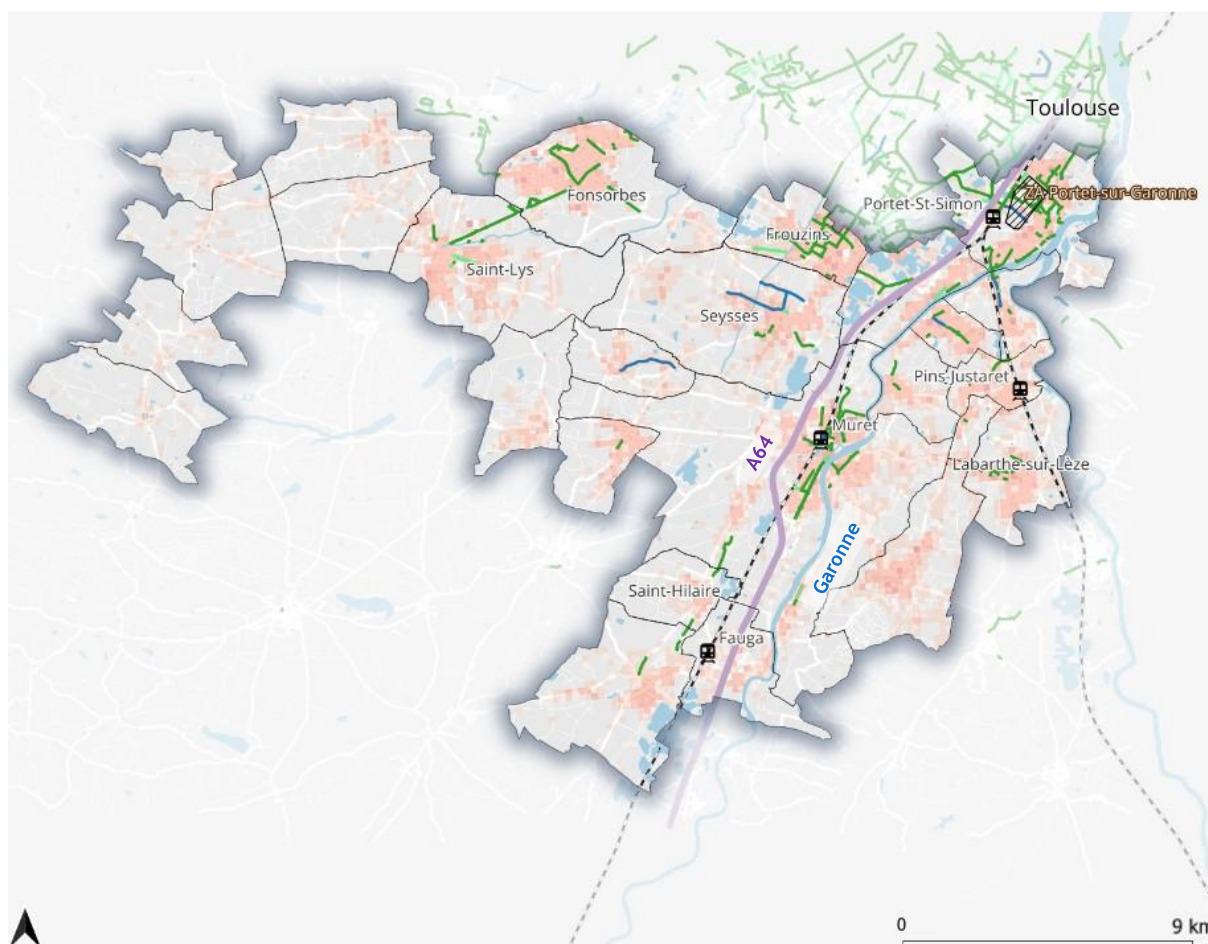 Toulouse
ZA Portet-sur-Garonne
Fonsorbes
Portet-St-Simon
Frouzins
Saint-Lys
Seysses
Pins-Justaret
Muret
A64
Labarthe-sur-Lèze
Garonne
Saint-Hilaire
Fauga
0
9 km